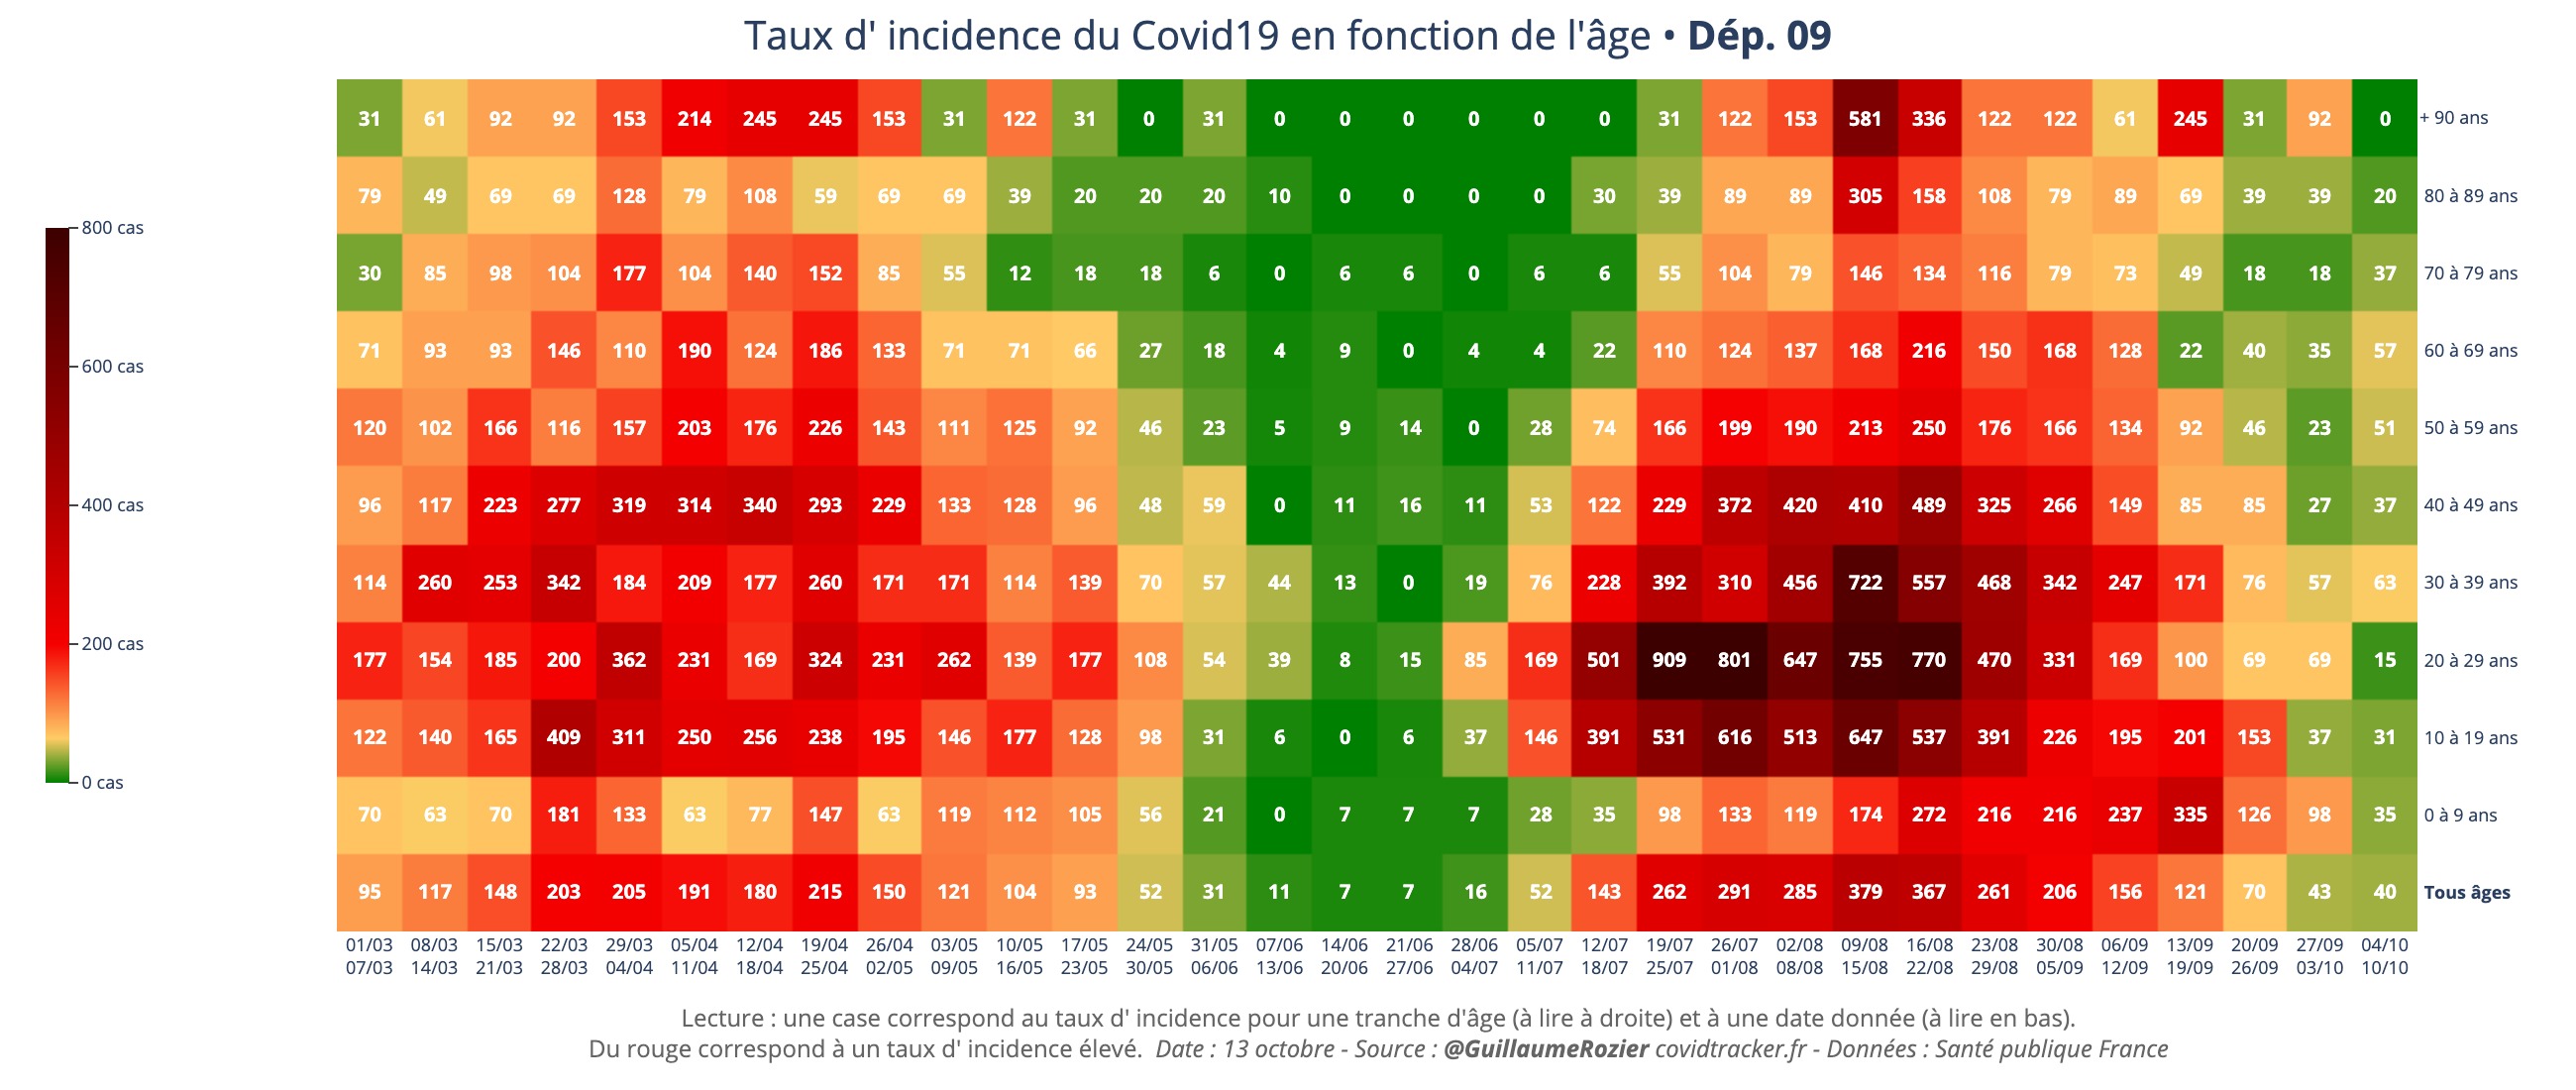 Taux d' incidence du Covid19 en fonction de l'âge • Dép. 09
800 cas
600 cas
400 cas
200 cas
0 cas
31 61 92 92 153 214 245 245 153 31 122 31 0 31 0 0 0 0 0 0 31 122 153 581 336 122 122 61 245 31 92 0 + 90 ans
79 49 69 69 128 79 108 59 69 69 39 20 20 20 10 0 0 0 0 30 39 89 89 305 158 108 79 89 69 39 39 20 80 à 89 ans
30 85 98 104 177 104 140 152 85 55 12 18 18 6 0 6 6 0 6 6 55 104 79 146 134 116 79 73 49 18 18 37 70 à 79 ans
71 93 93 146 110 190 124 186 133 71 71 66 27 18 4 9 0 4 4 22 110 124 137 168 216 150 168 128 22 40 35 57 60 à 69 ans
120 102 166 116 157 203 176 226 143 111 125 92 46 23 5 9 14 0 28 74 166 199 190 213 250 176 166 134 92 46 23 51 50 à 59 ans
96 117 223 277 319 314 340 293 229 133 128 96 48 59 0 11 16 11 53 122 229 372 420 410 489 325 266 149 85 85 27 37 40 à 49 ans
114 260 253 342 184 209 177 260 171 171 114 139 70 57 44 13 0 19 76 228 392 310 456 722 557 468 342 247 171 76 57 63 30 à 39 ans
177 154 185 200 362 231 169 324 231 262 139 177 108 54 39 8 15 85 169 501 909 801 647 755 770 470 331 169 100 69 69 15 20 à 29 ans
122 140 165 409 311 250 256 238 195 146 177 128 98 31 6 0 6 37 146 391 531 616 513 647 537 391 226 195 201 153 37 31 10 à 19 ans
70 63 70 181 133 63 77 147 63 119 112 105 56 21 0 7 7 7 28 35 98 133 119 174 272 216 216 237 335 126 98 35 0 à 9 ans
95 117 148 203 205 191 180 215 150 121 104 93 52 31 11 7 7 16 52 143 262 291 285 379 367 261 206 156 121 70 43 40 Tous âges
01/03 08/03 15/03 22/03 29/03 05/04 12/04 19/04 26/04 03/05 10/05 17/05 24/05 31/05 07/06 14/06 21/06 28/06 05/07 12/07 19/07 26/07 02/08 09/08 16/08 23/08 30/08 06/09 13/09 20/09 27/09 04/10
07/03 14/03 21/03 28/03 04/04 11/04 18/04 25/04 02/05 09/05 16/05 23/05 30/05 06/06 13/06 20/06 27/06 04/07 11/07 18/07 25/07 01/08 08/08 15/08 22/08 29/08 05/09 12/09 19/09 26/09 03/10 10/10
Lecture : une case correspond au taux d' incidence pour une tranche d'âge (à lire à droite) et à une date donnée (à lire en bas).
Du rouge correspond à un taux d' incidence élevé. Date : 13 octobre - Source : @GuillaumeRozier covidtracker.fr - Données : Santé publique France